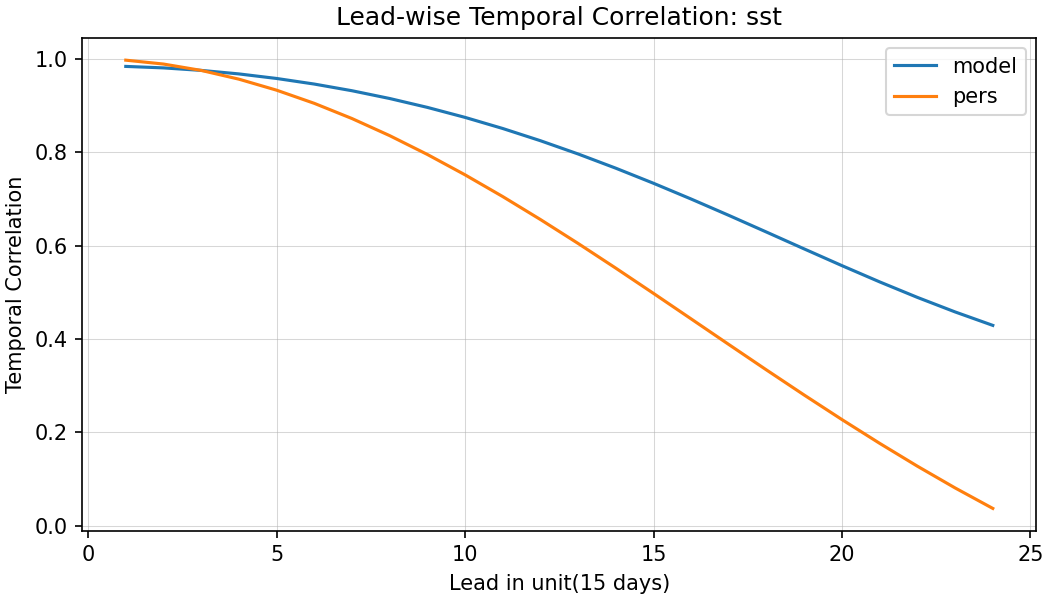 Lead-wise Temporal Correlation: sst
model
pers
Temporal Correlation
1.0
0.8
0.6
0.4
0.2
0.0
0 5 10 15 20 25
Lead in unit(15 days)